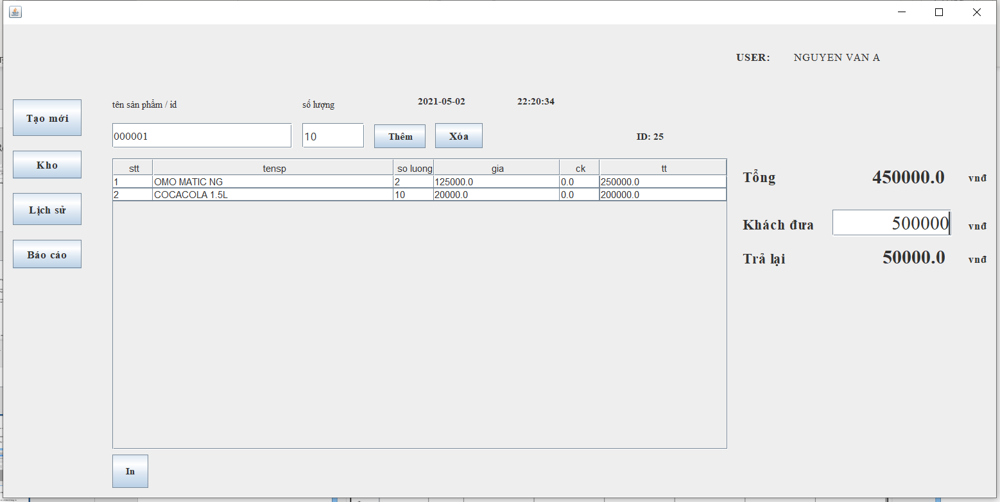 USER: NGUYEN VAN A
tên sản phẩm / id số lượng 2021-05-02 22:20:34
Tạo mới
000001 10 Thêm Xóa ID: 25
Kho
Lịch sử
Báo cáo
stt tensp so luong gia ck tt
1 OMO MATIC NG 2 125000.0 0.0 250000.0
2 COCACOLA 1.5L 10 20000.0 0.0 200000.0
Tổng 450000.0 vnđ
Khách đưa 500000 vnđ
Trả lại 50000.0 vnđ
In